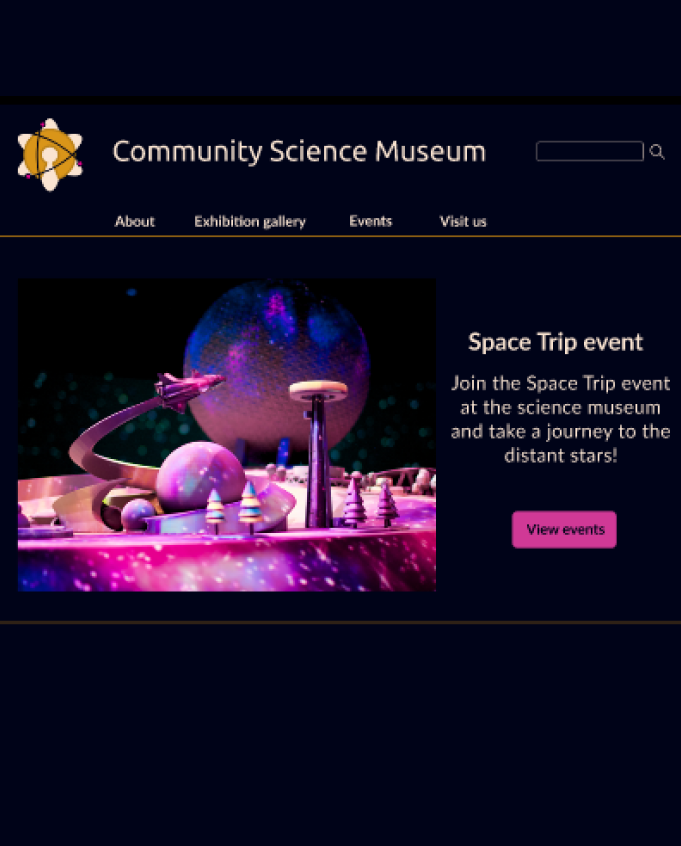 Community Science Museum
About Exhibition gallery Events Visit us
Space Trip event
Join the Space Trip event
at the science museum
and take a journey to the
distant stars!
View events